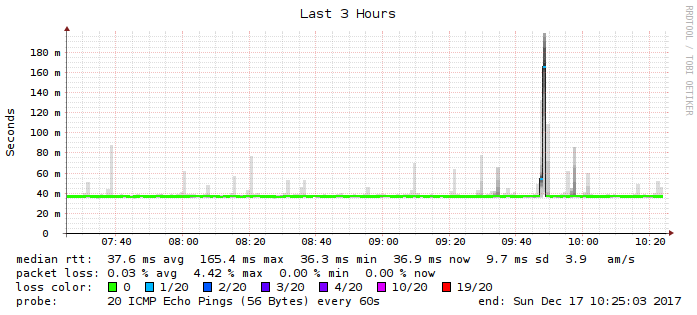 Last 3 Hours
RRDTOOL / TOBI OETIKER
Seconds
180 m
160 m
140 m
120 m
100 m
80 m
60 m
40 m
20 m
0
07:40 08:00 08:20 08:40 09:00 09:20 09:40 10:00 10:20
median rtt: 37.6 ms avg 165.4 ms max 36.3 ms min 36.9 ms now 9.7 ms sd 3.9 am/s
packet loss: 0.03 % avg 4.42 % max 0.00 % min 0.00 % now
loss color: 0 1/20 2/20 3/20 4/20 10/20 19/20
probe: 20 ICMP Echo Pings (56 Bytes) every 60s end: Sun Dec 17 10:25:03 2017